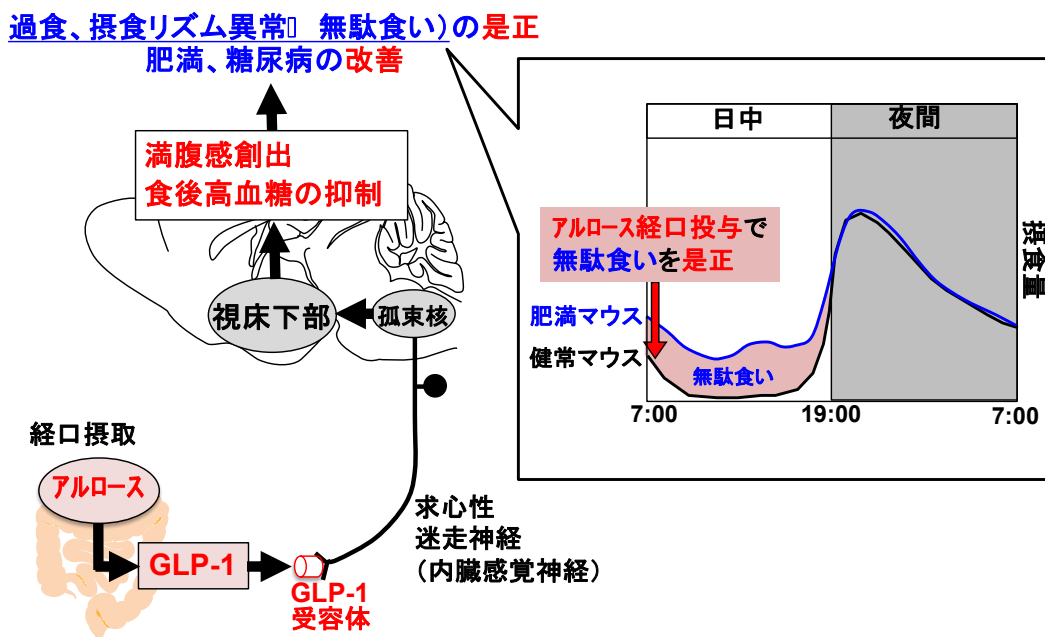 過食、摂食リズム異常▯ 無駄食い)の是正
肥満、糖尿病の改善
満腹感創出
食後高血糖の抑制
視床下部
孤束核
経口摂取
アルロース
GLP-1
GLP-1
受容体
求心性
迷走神経
(内臓感覚神経)
日中
夜間
アルロース経口投与で
無駄食いを是正
肥満マウス
健常マウス
無駄食い
摂食量
7:00
19:00
7:00